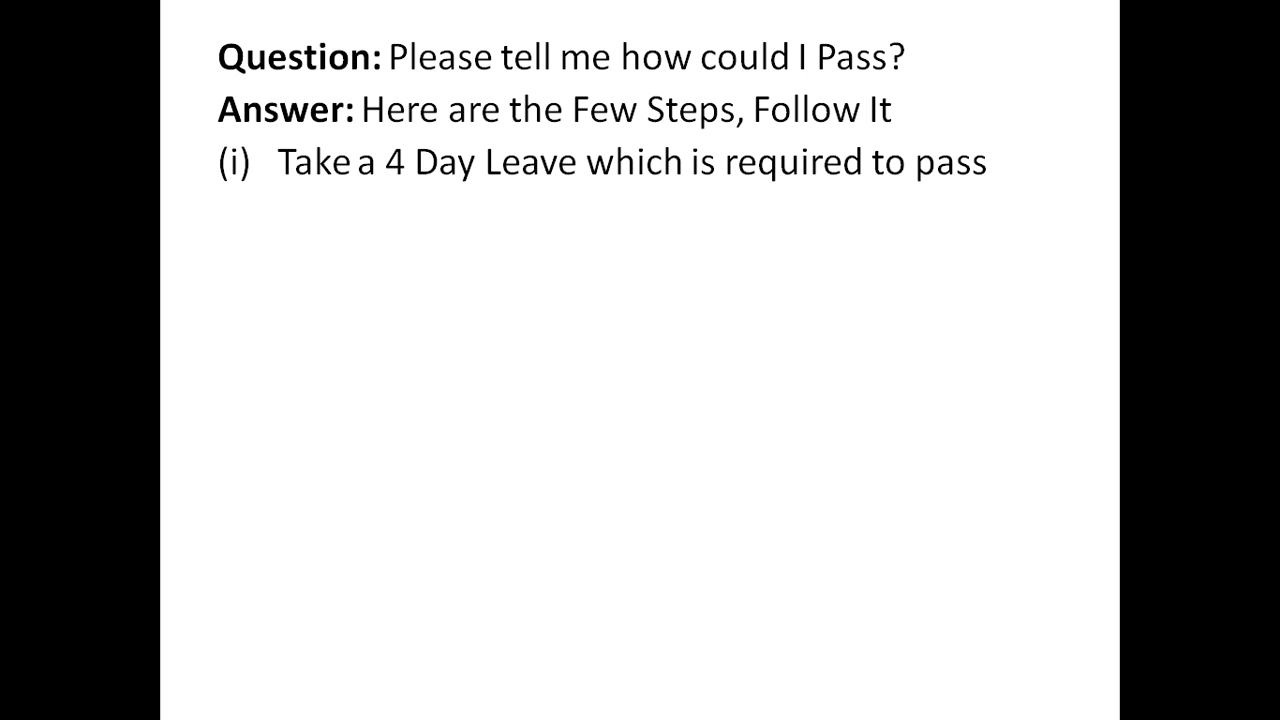 Question: Please tell me how could I Pass?
Answer: Here are the Few Steps, Follow It
(i) Take a 4 Day Leave which is required to pass